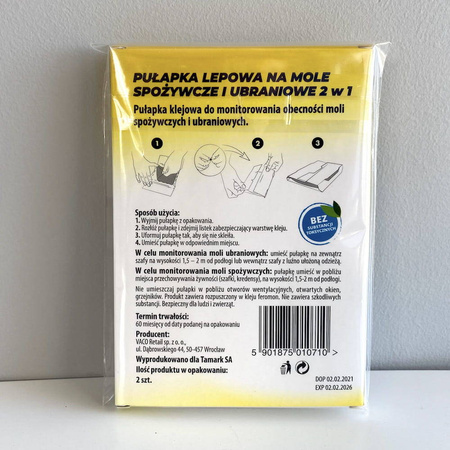 PUŁAPKA LEPOWA NA MOLE
SPOŻYWCZE I UBRANIOWE 2 w 1
Pułapka klejowa do monitorowania obecności moli
spożywczych i ubraniowych.
1 2 3
Sposób użycia:
1. Wyjmij pułapkę z opakowania.
2. Rozłóż pułapkę i zdejmij listek zabezpieczający warstwę kleju.
3. Uformuj pułapkę tak, aby się nie skleiła.
4. Umieść pułapkę w odpowiednim miejscu.
BEZ
SUBSTANCJI
TOKSYCZNYCH
W celu monitorowania moli ubraniowych: umieść pułapkę na zewnątrz
szafy na wysokości 1,5 – 2 m od podłogi lub wewnątrz szafy z luźno ułożoną odzieżą.
W celu monitorowania moli spożywczych: pułapkę umieść w pobliżu
miejsca przechowywania żywności (szafki, kredensy), na wysokości 1,5-2 m od podłogi.
Nie umieszczaj pułapki w pobliżu otworów wentylacyjnych, otwartych okien,
grzejników. Produkt zawiera rozpuszczony w kleju feromon. Nie zawiera szkodliwych
substancji. Bezpieczny dla ludzi i zwierząt.
Termin trwałości:
60 miesięcy od daty podanej na opakowaniu
Producent:
VACO Retail sp. z o. o.,
ul. Dąbrowskiego 44, 50-457 Wrocław
Wyprodukowano dla Tamark SA
Ilość produktu w opakowaniu:
2 szt.
5 901875 010710 >
DOP 02.02.2021
EXP 02.02.2026